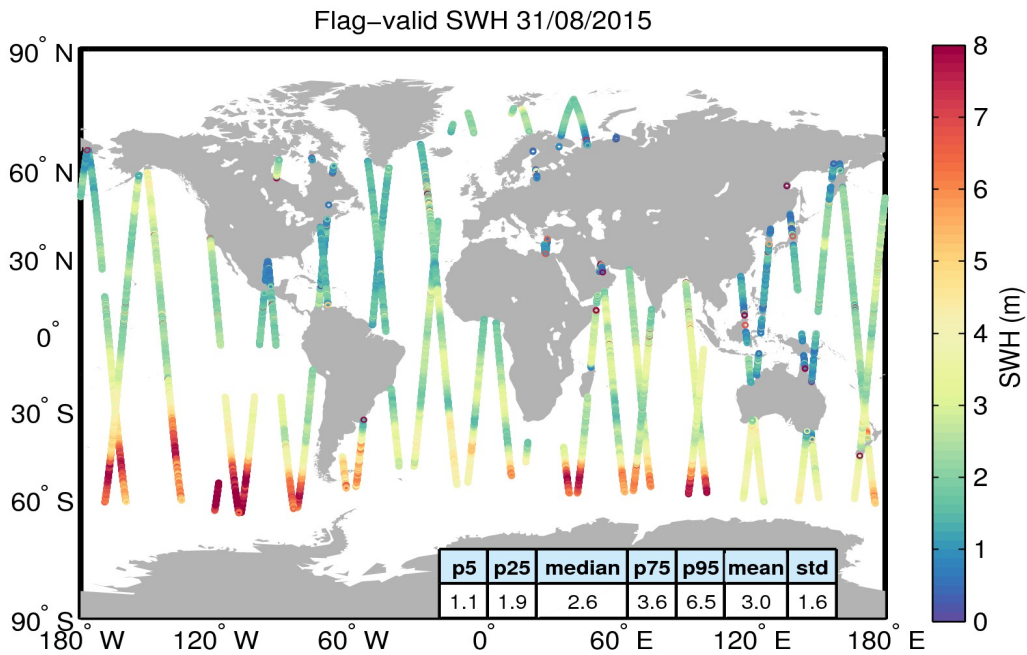 Flag−valid SWH 31/08/2015
90° N
60° N
30° N
0°
30° S
60° S
90° S
180° W
120° W
60° W
0°
60° E
120° E
180° E
p5 p25 median p75 p95 mean std
1.1 1.9 2.6 3.6 6.5 3.0 1.6
8
7
6
5
4
3
2
1
0
SWH (m)